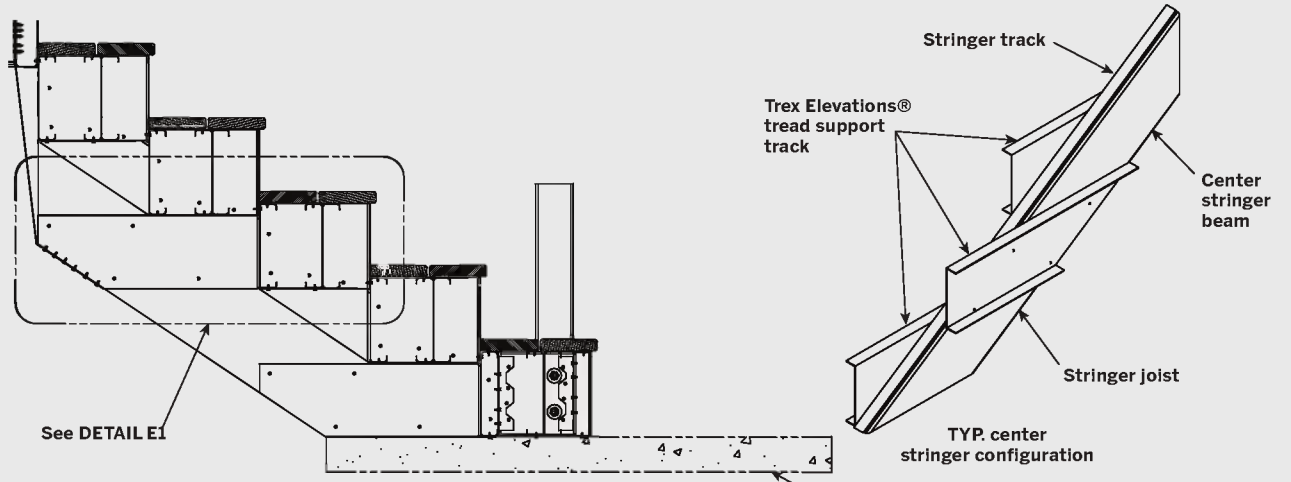 Stringer track
Trex Elevations®
tread support
track
Center
stringer
beam
Stringer joist
See DETAIL E1
TYP. center
stringer configuration